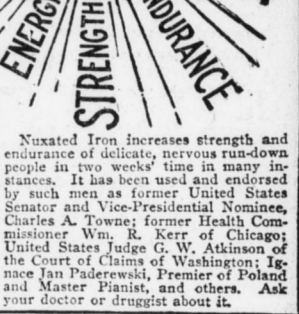 ENERGY
STRENGTH
ENDURANCE
Nuxated Iron increases strength and
endurance of delicate, nervous run-down
people in two weeks' time in many in-
stances. It has been used and endorsed
by such men as former United States
Senator and Vice-Presidential Nominee,
Charles A. Towne; former Health Com-
missioner Wm. R. Kerr of Chicago;
United States Judge G. W. Atkinson of
the Court of Claims of Washington; Ig-
nace Jan Paderewski, Premier of Poland
and Master Pianist, and others. Ask
your doctor or druggist about it.